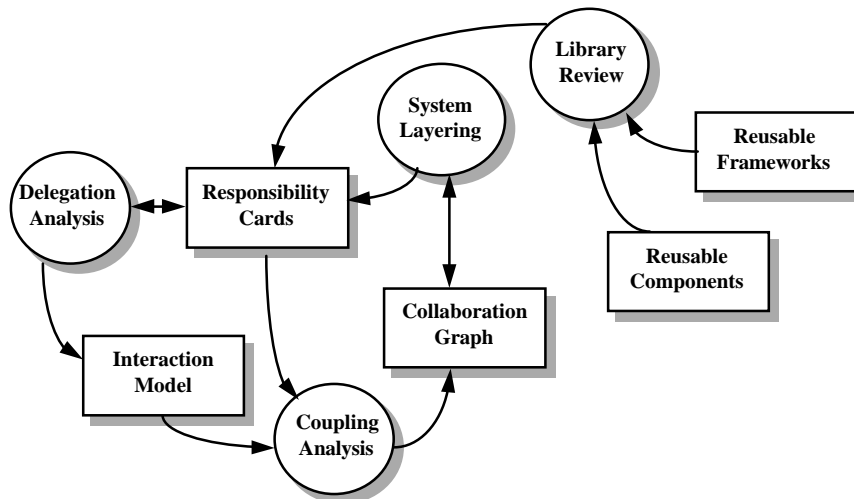 Library
Review
System
Layering
Reusable
Frameworks
Delegation
Analysis
Responsibility
Cards
Reusable
Components
Collaboration
Graph
Interaction
Model
Coupling
Analysis